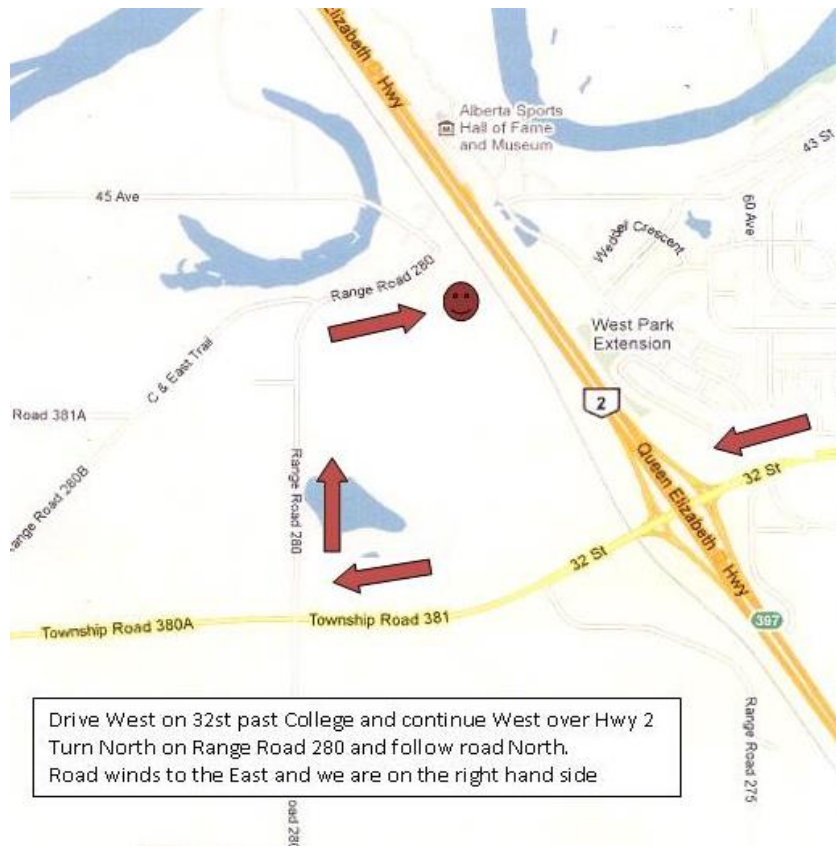 Elizabeth Hwy
Alberta Sports
Hall of Fame
and Museum
43 St
45 Ave
60 Ave
Wedder Crescent
Range Road 280
West Park
Extension
C & East Trail
2
Road 381A
Range Road 280
Range Road 280B
Queen Elizabeth Hwy
32 St
32 St
Township Road 380A
Township Road 381
397
Range Road 275
Drive West on 32st past College and continue West over Hwy 2
Turn North on Range Road 280 and follow road North.
Road winds to the East and we are on the right hand side
oad 280